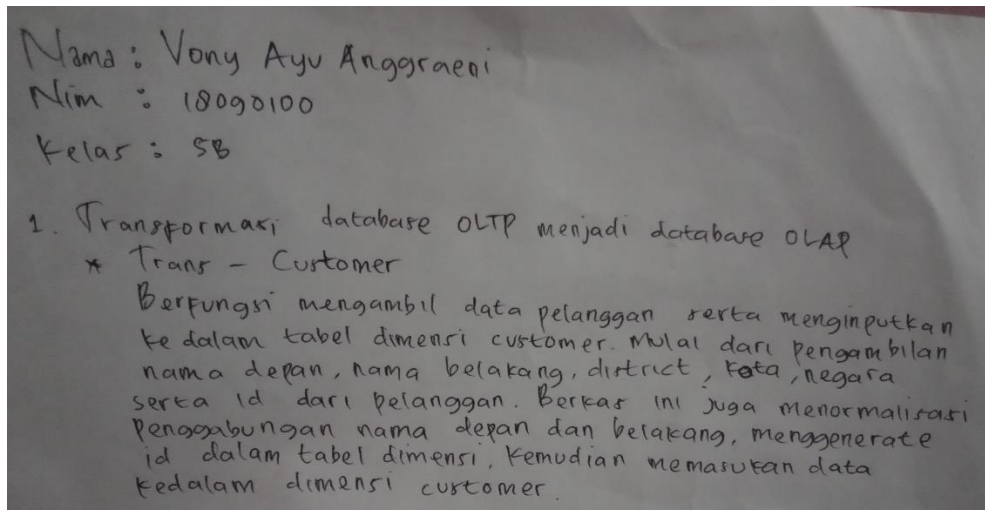 Nama : Vony Ayu Anggraeni
Nim : 18090100
Kelas : 5B
1. Transformasi database OLTP menjadi database OLAP
* Trans - Customer
Berfungsi mengambil data pelanggan serta menginputkan
ke dalam tabel dimensi customer. Mulai dari pengambilan
nama depan, nama belakang, district, kota, negara
serta id dari pelanggan. Berkas ini juga menormalisasi
penggabungan nama depan dan belakang, menggenerate
id dalam tabel dimensi, kemudian memasukan data
kedalam dimensi customer.